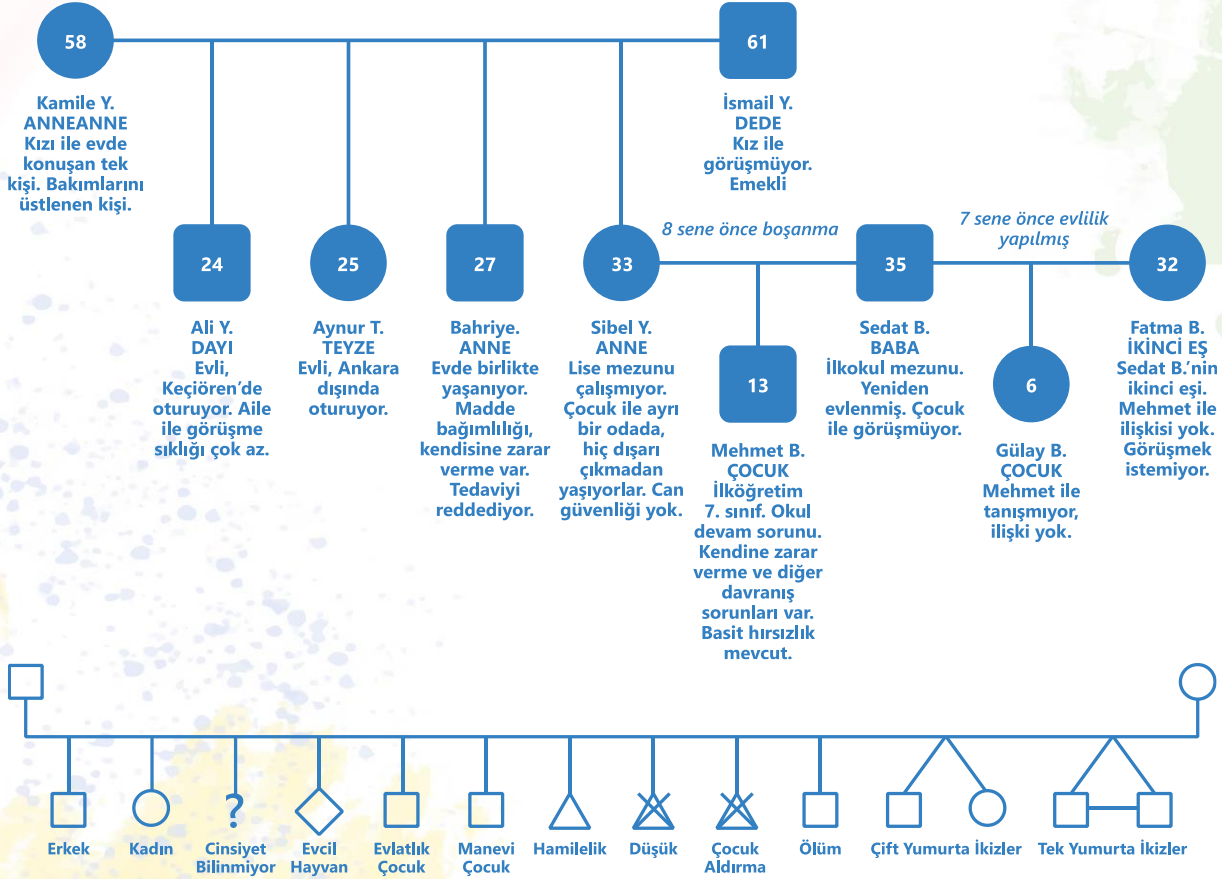 58
61
Kamile Y.
ANNEANNE
Kızı ile evde
konuşan tek
kişi. Bakımlarını
üstlenen kişi.
İsmail Y.
DEDE
Kız ile
görüşmüyor.
Emekli
8 sene önce boşanma
7 sene önce evlilik
yapılmış
24
Ali Y.
DAYI
Evli,
Keçiören’de
oturuyor. Aile
ile görüşme
sıklığı çok az.
25
Aynur T.
TEYZE
Evli, Ankara
dışında
oturuyor.
27
Bahriye.
ANNE
Evde birlikte
yaşanıyor.
Madde
bağımlılığı,
kendisine zarar
verme var.
Tedaviyi
reddediyor.
33
Sibel Y.
ANNE
Lise mezunu
çalışmıyor.
Çocuk ile ayrı
bir odada,
hiç dışarı
çıkmadan
yaşıyorlar. Can
güvenliği yok.
13
Mehmet B.
ÇOCUK
İlköğretim
7. sınıf. Okul
devam sorunu.
Kendine zarar
verme ve diğer
davranış
sorunları var.
Basit hırsızlık
mevcut.
35
Sedat B.
BABA
İlkokul mezunu.
Yeniden
evlenmiş. Çocuk
ile görüşmüyor.
6
Gülay B.
ÇOCUK
Mehmet ile
tanışmıyor,
ilişki yok.
32
Fatma B.
İKİNCİ EŞ
Sedat B.’nin
ikinci eşi.
Mehmet ile
ilişkisi yok.
Görüşmek
istemiyor.
?
Erkek
Kadın
Cinsiyet
Bilinmiyor
Evcil
Hayvan
Evlatlık
Çocuk
Manevi
Çocuk
Hamilelik
Düşük
Çocuk
Aldırma
Ölüm
Çift Yumurta İkizler
Tek Yumurta İkizler